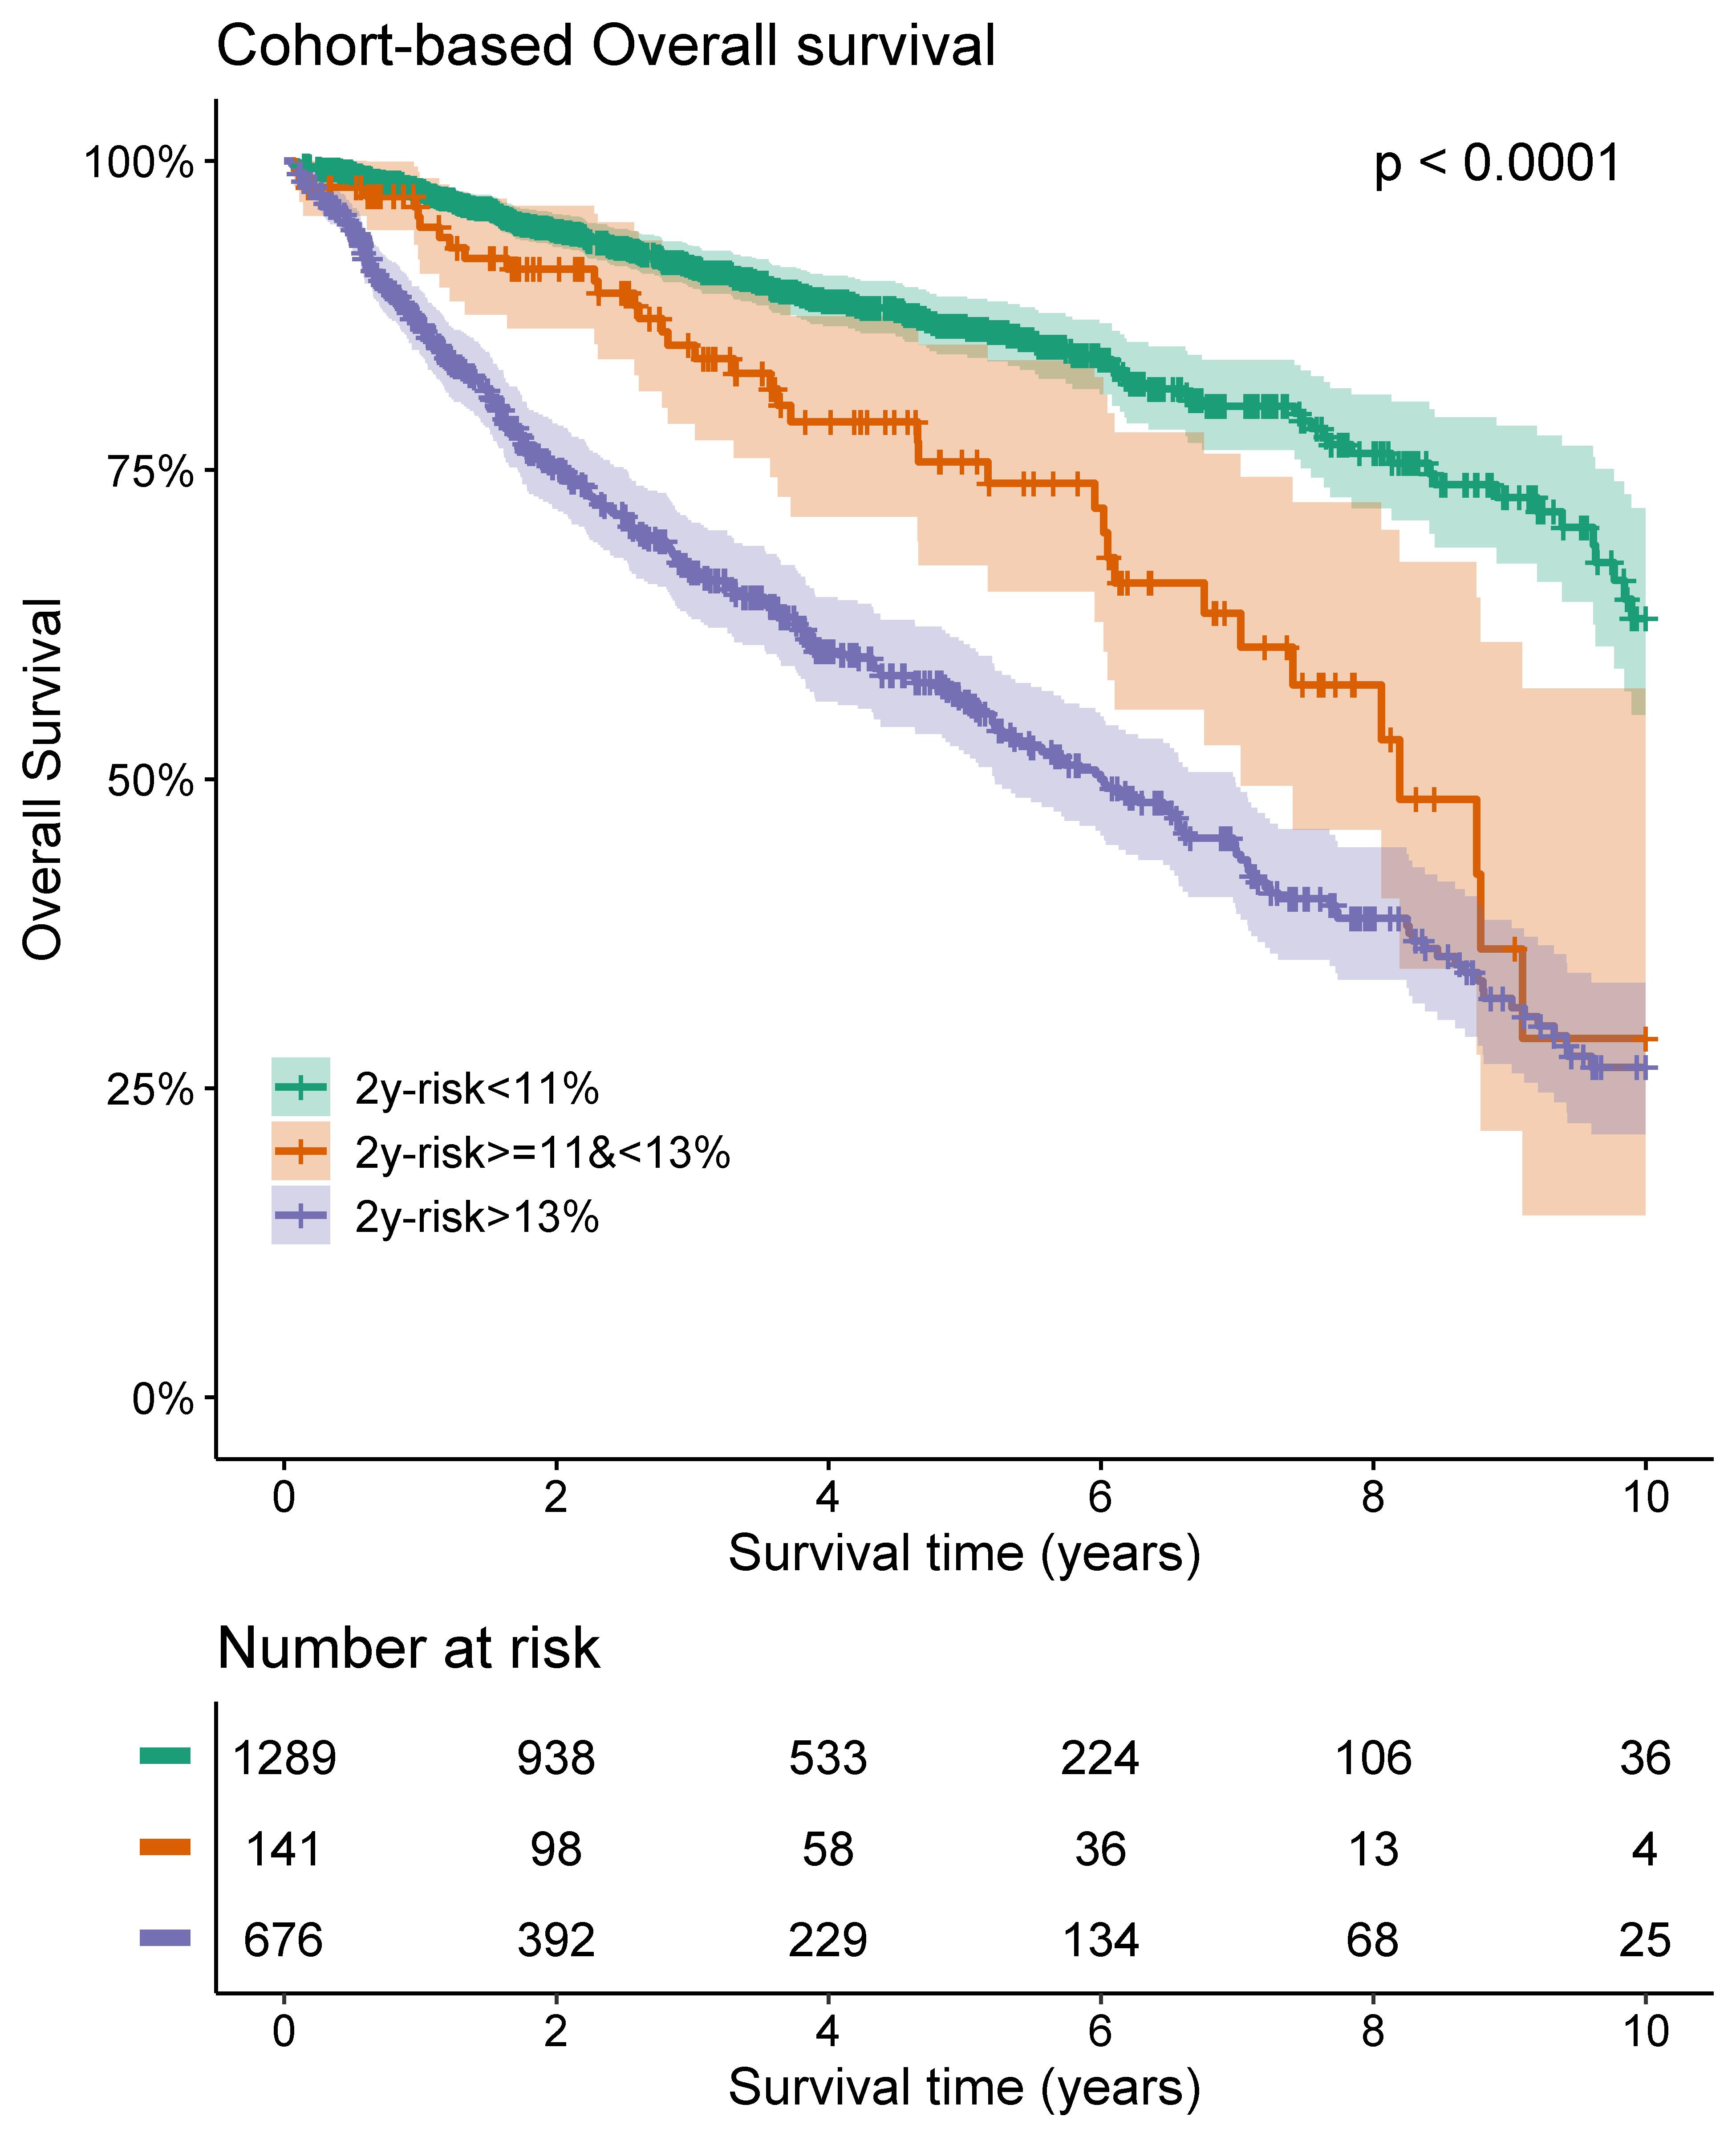 Cohort-based Overall survival
p < 0.0001
100%
75%
50%
25%
0%
Overall Survival
2y-risk<11%
2y-risk>=11&<13%
2y-risk>13%
0 2 4 6 8 10
Survival time (years)
Number at risk
1289 938 533 224 106 36
141 98 58 36 13 4
676 392 229 134 68 25
0 2 4 6 8 10
Survival time (years)